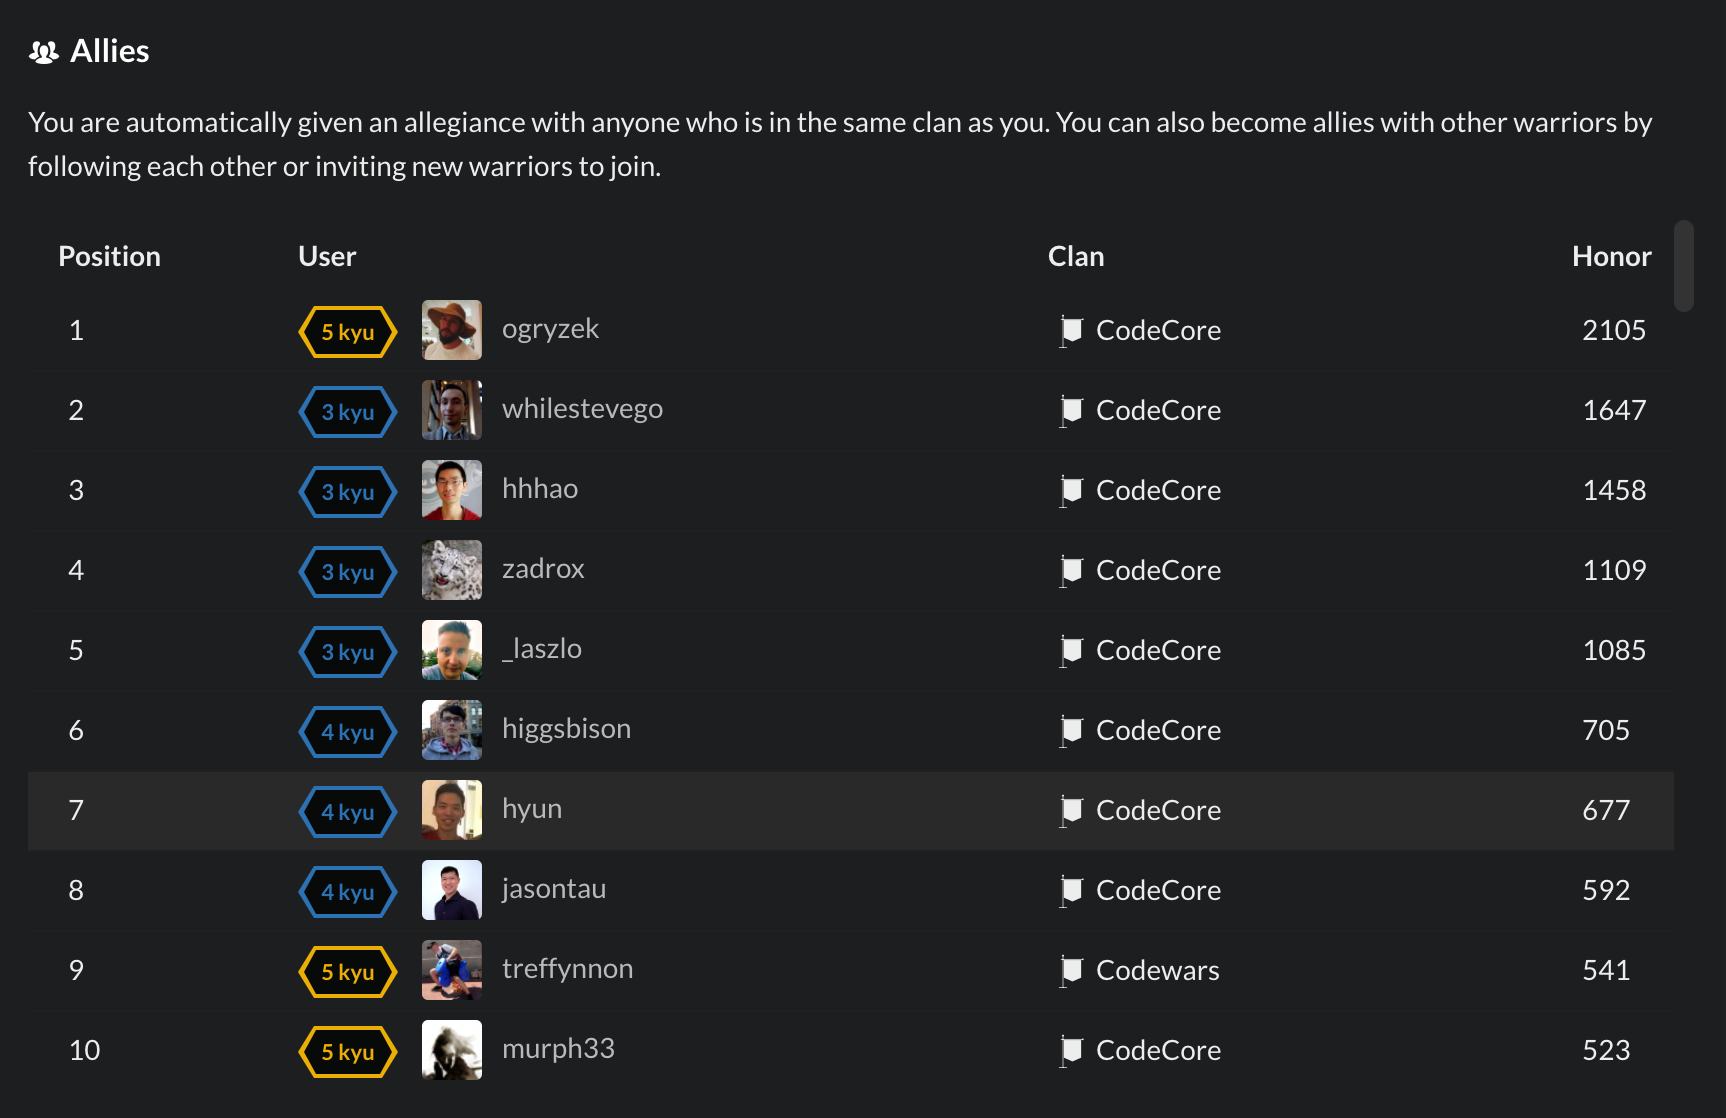 Allies
You are automatically given an allegiance with anyone who is in the same clan as you. You can also become allies with other warriors by
following each other or inviting new warriors to join.
Position User Clan Honor
1 5 kyu ogryzek CodeCore 2105
2 3 kyu whilestevego CodeCore 1647
3 3 kyu hhhao CodeCore 1458
4 3 kyu zadrox CodeCore 1109
5 3 kyu _laszlo CodeCore 1085
6 4 kyu higgsbison CodeCore 705
7 4 kyu hyun CodeCore 677
8 4 kyu jasontau CodeCore 592
9 5 kyu treffynnon Codewars 541
10 5 kyu murph33 CodeCore 523